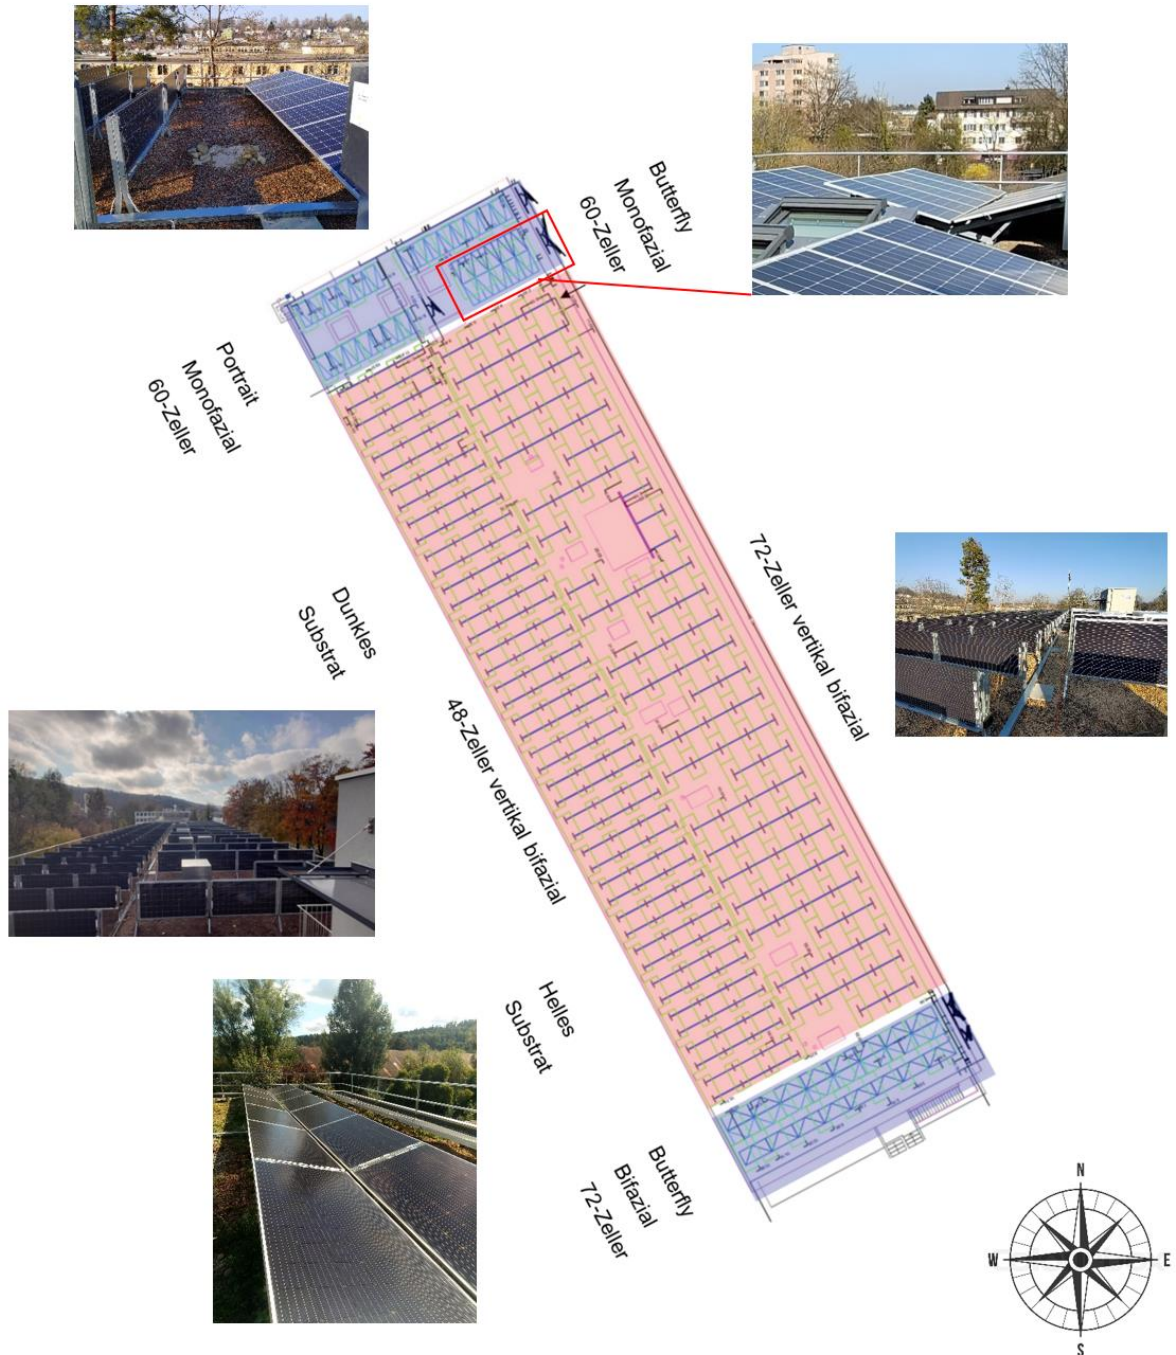 Butterfly
Monofazial
60-Zeller
Portrait
Monofazial
60-Zeller
72-Zeller vertikal bifazial
Dunkles
Substrat
48-Zeller vertikal bifazial
Helles
Substrat
Butterfly
Bifazial
72-Zeller
N
W
E
S